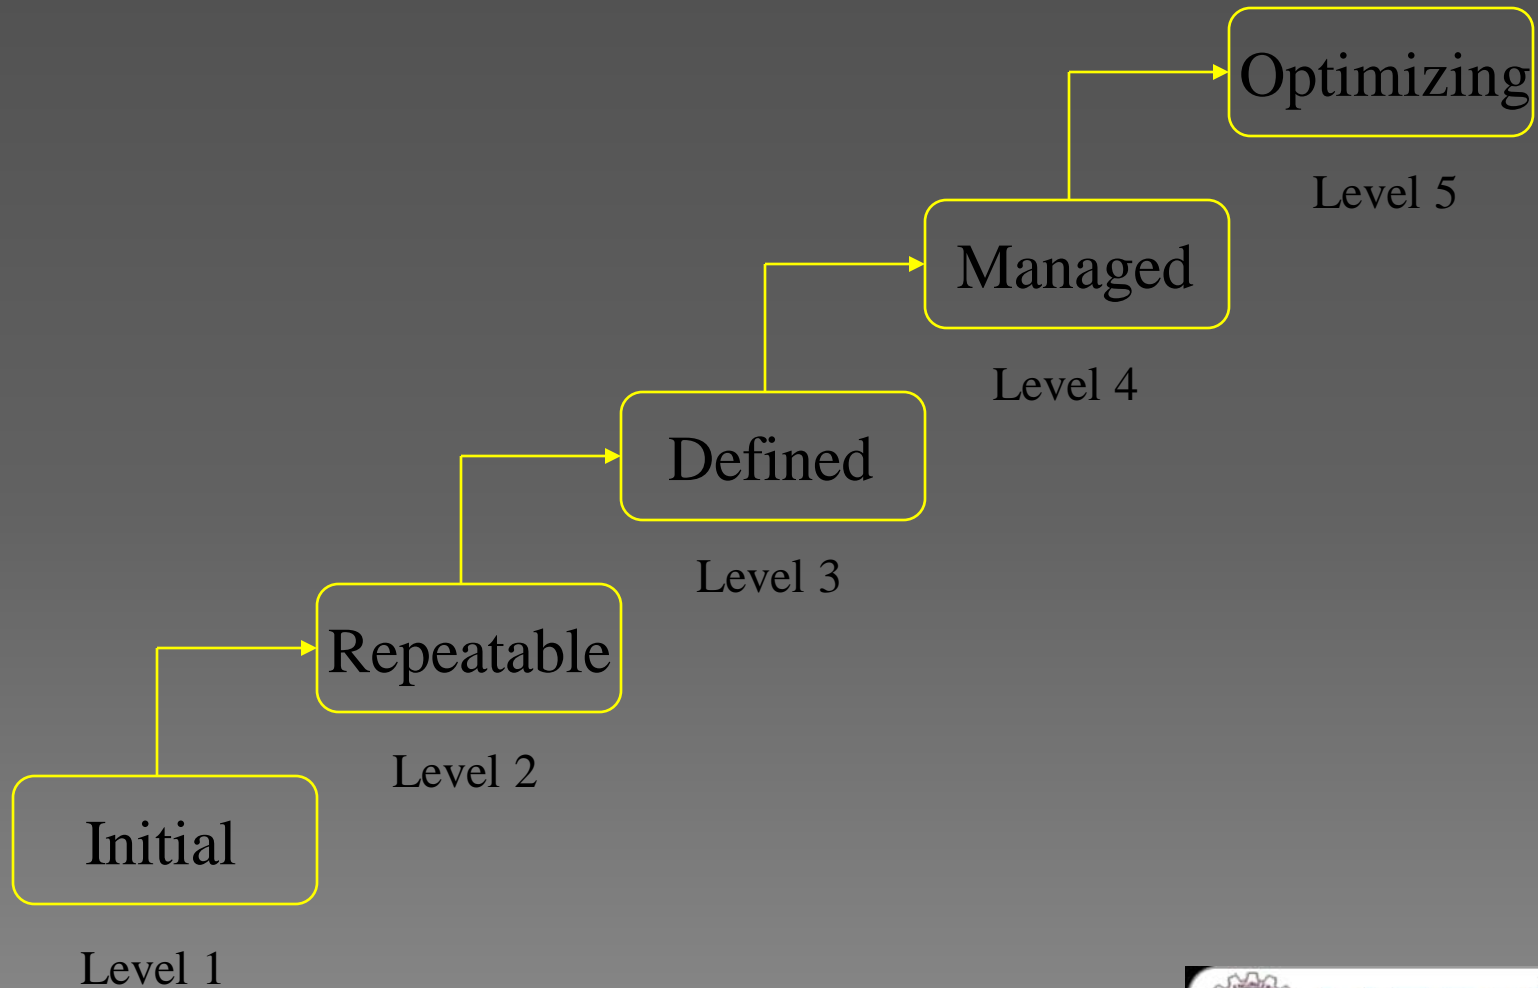 Optimizing
Level 5
Managed
Level 4
Defined
Level 3
Repeatable
Level 2
Initial
Level 1